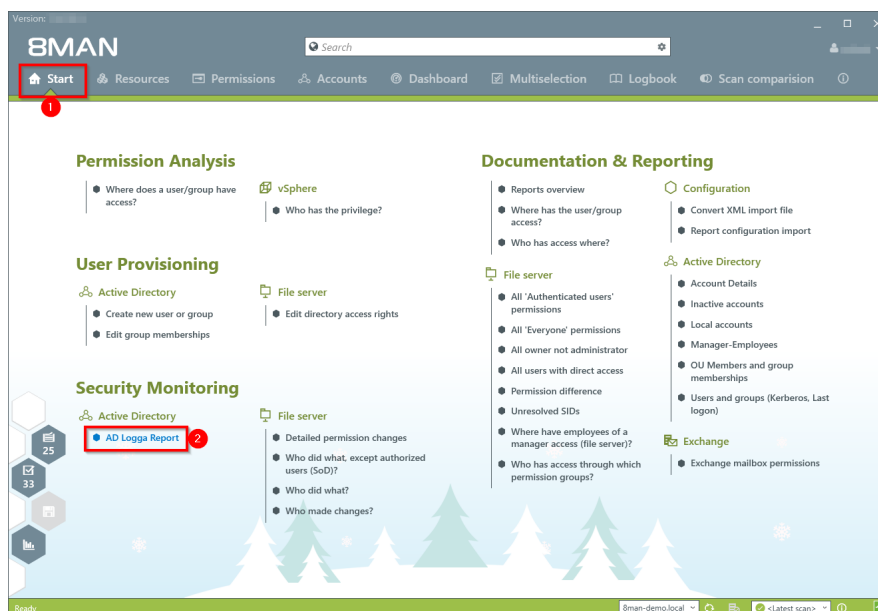 Version:
8MAN
Search
Start
Resources
Permissions
Accounts
Dashboard
Multiselection
Logbook
Scan comparision
1
Permission Analysis
Where does a user/group have
access?
vSphere
Who has the privilege?
User Provisioning
Active Directory
Create new user or group
Edit group memberships
File server
Edit directory access rights
Security Monitoring
Active Directory
AD Logga Report
2
File server
Detailed permission changes
Who did what, except authorized
users (SoD)?
Who did what?
Who made changes?
Documentation & Reporting
Reports overview
Where has the user/group
access?
Who has access where?
File server
All 'Authenticated users'
permissions
All 'Everyone' permissions
All owner not administrator
All users with direct access
Permission difference
Unresolved SIDs
Where have employees of a
manager access (file server)?
Who has access through which
permission groups?
Configuration
Convert XML import file
Report configuration import
Active Directory
Account Details
Inactive accounts
Local accounts
Manager-Employees
OU Members and group
memberships
Users and groups (Kerberos, Last
logon)
Exchange
Exchange mailbox permissions
25
33
Ready
8man-demo.local
<Latest scan>